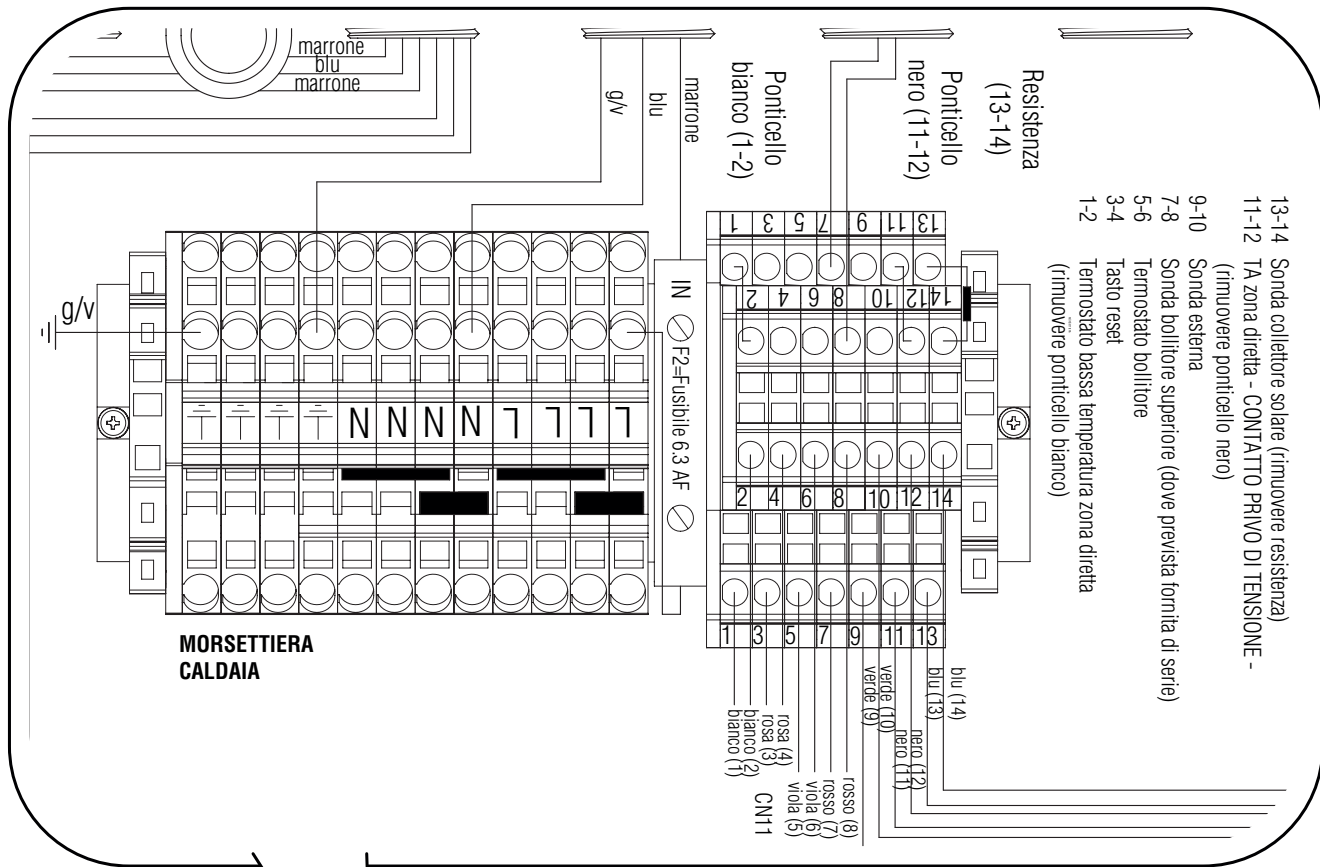 marrone
blu
marrone
g/v
blu
marrone
Ponticello
bianco (1-2)
Ponticello
nero (11-12)
Resistenza
(13-14)
13-14 Sonda collettore solare (rimuovere resistenza)
11-12 TA zona diretta - CONTATTO PRIVO DI TENSIONE -
(rimuovere ponticello nero)
9-10 Sonda esterna
7-8 Sonda bollitore superiore (dove prevista fornita di serie)
5-6 Termostato bollitore
3-4 Tasto reset
1-2 Termostato bassa temperatura zona diretta
(rimuovere ponticello bianco)
g/v
N N N N L L L L
IN
F2=Fusibile 6.3 AF
1 3 5 7 9 11 13
2 4 6 8 10 12 14
2 4 6 8 10 12 14
1 3 5 7 9 11 13
MORSETTIERA
CALDAIA
bianco (1)
bianco (2)
rosa (3)
rosa (4)
viola (5)
viola (6)
rosso (7)
rosso (8)
verde (9)
verde (10)
nero (11)
nero (12)
blu (13)
blu (14)
CN11